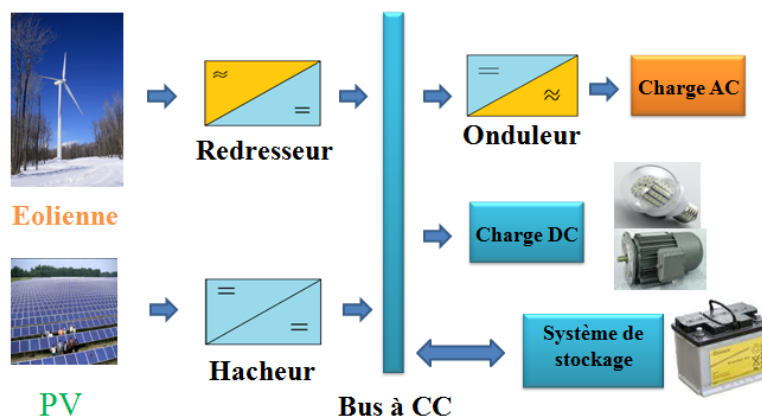 Charge AC
Onduleur
Redresseur
Eolienne
Charge DC
Système de
stockage
Hacheur
PV
Bus à CC